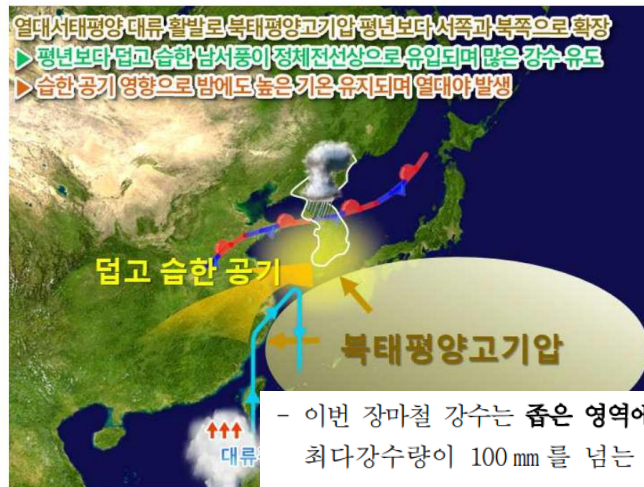 열대서태평양 대류 활발로 북태평양고기압 평년보다 서쪽과 북쪽으로 확장
▶ 평년보다 덥고 습한 남서풍이 정체전선상으로 유입되며 많은 강수 유도
▶ 습한 공기 영향으로 밤에도 높은 기온 유지되며 열대야 발생
덥고 습한 공기
북태평양고기압
대류
- 이번 장마철 강수는 좁은 영역에
최다강수량이 100㎜를 넘는